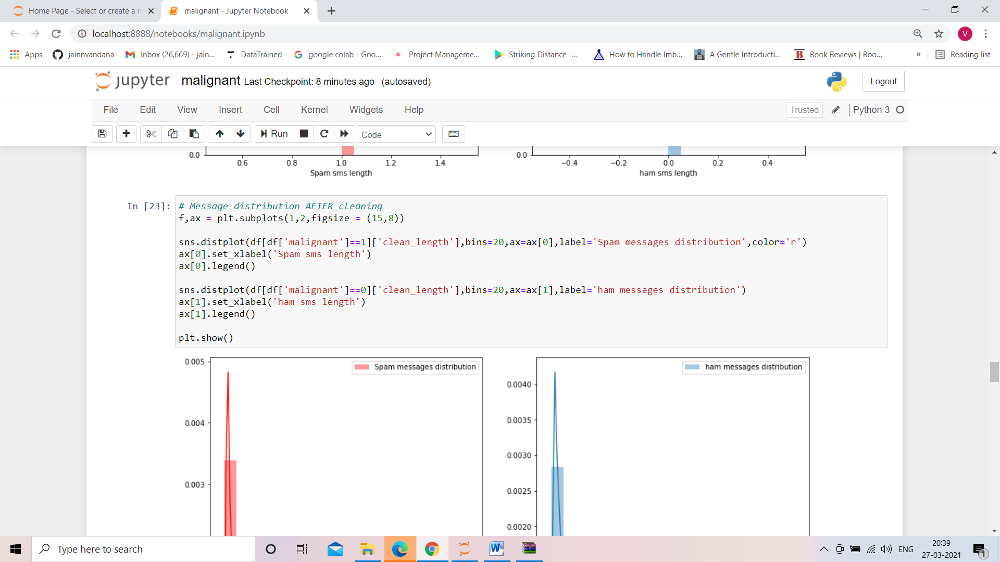 Home Page - Select or create a n
malignant - Jupyter Notebook
localhost:8888/notebooks/malignant.ipynb
V
Apps
jainnvandana
Inbox (26,669) - jain...
DataTrained
google colab - Goo...
Project Manageme...
Striking Distance -...
How to Handle Imb...
A Gentle Introducti...
B
Book Reviews | Boo...
»
Reading list
jupyter
malignant Last Checkpoint: 8 minutes ago (autosaved)
Logout
File
Edit
View
Insert
Cell
Kernel
Widgets
Help
Trusted
Python 3
Run
Code
0.0
0.6
0.8
1.0
1.2
1.4
Spam sms length
0.0
−0.4
−0.2
0.0
0.2
0.4
ham sms length
In [23]:
# Message distribution AFTER cleaning
f,ax = plt.subplots(1,2,figsize = (15,8))
sns.distplot(df[df['malignant']==1]['clean_length'],bins=20,ax=ax[0],label='Spam messages distribution',color='r')
ax[0].set_xlabel('Spam sms length')
ax[0].legend()
sns.distplot(df[df['malignant']==0]['clean_length'],bins=20,ax=ax[1],label='ham messages distribution')
ax[1].set_xlabel('ham sms length')
ax[1].legend()
plt.show()
0.005
0.004
0.003
Spam messages distribution
0.0040
0.0035
0.0030
0.0025
0.0020
ham messages distribution
Type here to search
W
ENG
20:39
27-03-2021
1